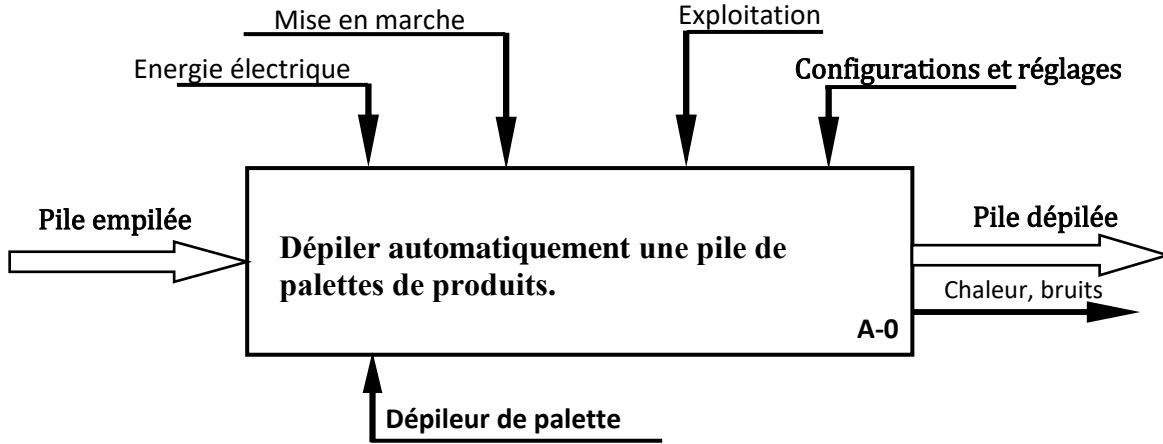 Mise en marche
Exploitation
Energie électrique
Configurations et réglages
Pile empilée
Dépiler automatiquement une pile de
palettes de produits.
A-0
Pile dépilée
Chaleur, bruits
Dépileur de palette